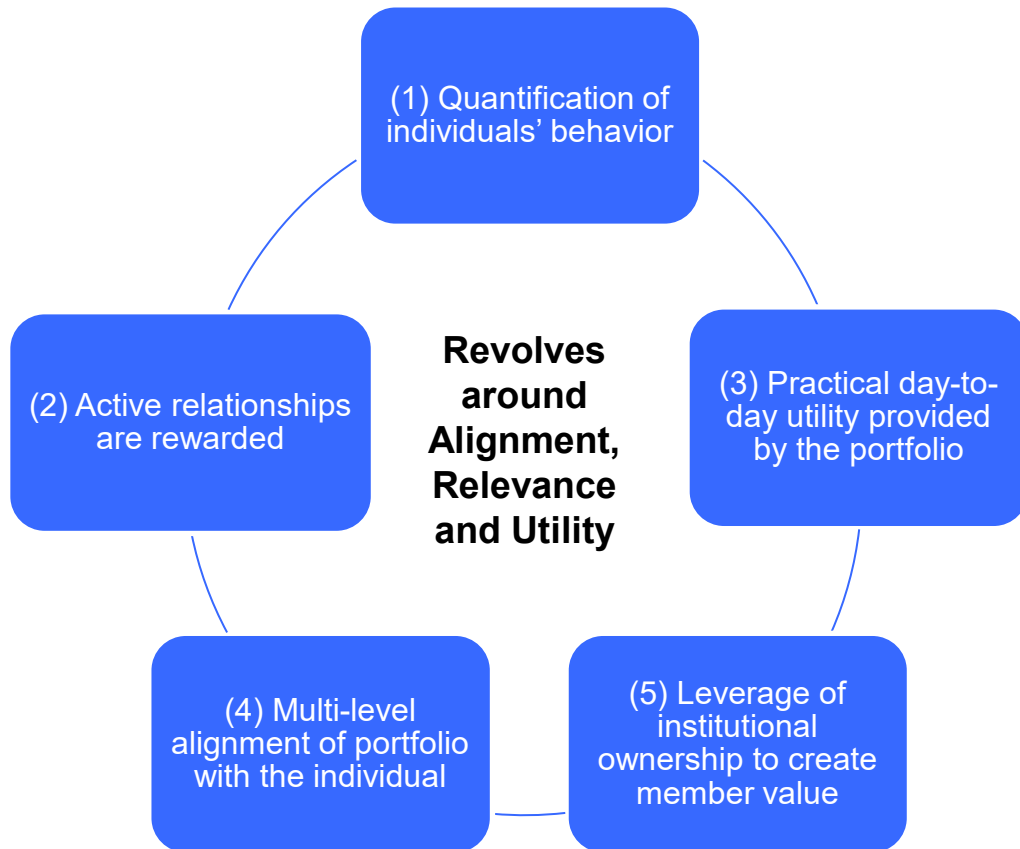 (1) Quantification of
individuals’ behavior
(2) Active relationships
are rewarded
Revolves
around
Alignment,
Relevance
and Utility
(3) Practical day-to-
day utility provided
by the portfolio
(4) Multi-level
alignment of portfolio
with the individual
(5) Leverage of
institutional
ownership to create
member value